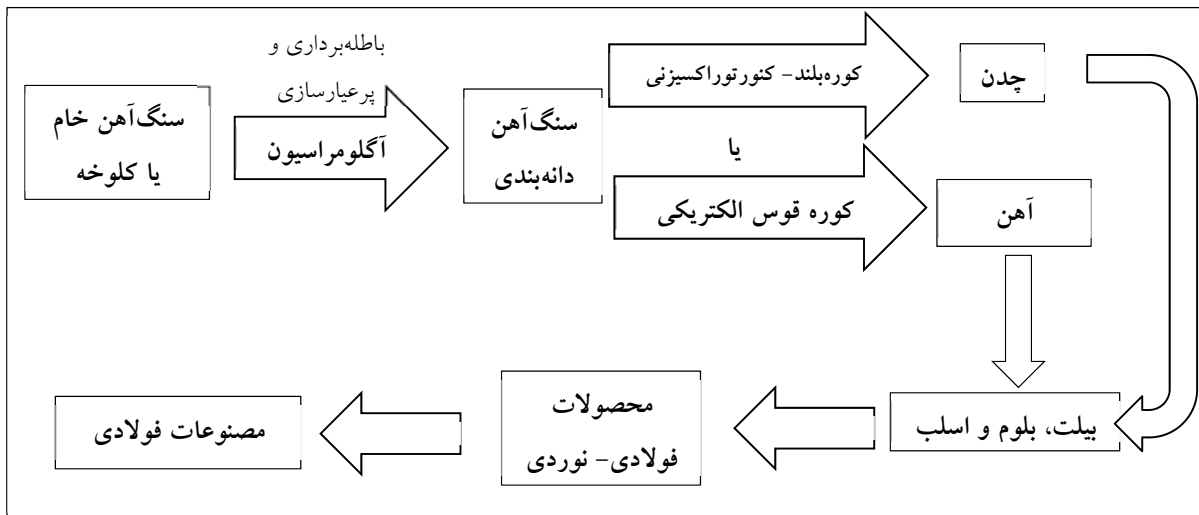 باطله‌برداری و
پرعیارسازی
سنگ‌آهن خام
یا کلوخه
آگلومراسیون
سنگ‌آهن
دانه‌بندی
کوره‌بلند- کنورتوراکسیزنی
یا
کوره قوس الکتریکی
چدن
آهن
بیلت، بلوم و اسلب
محصولات
فولادی- نوردی
مصنوعات فولادی